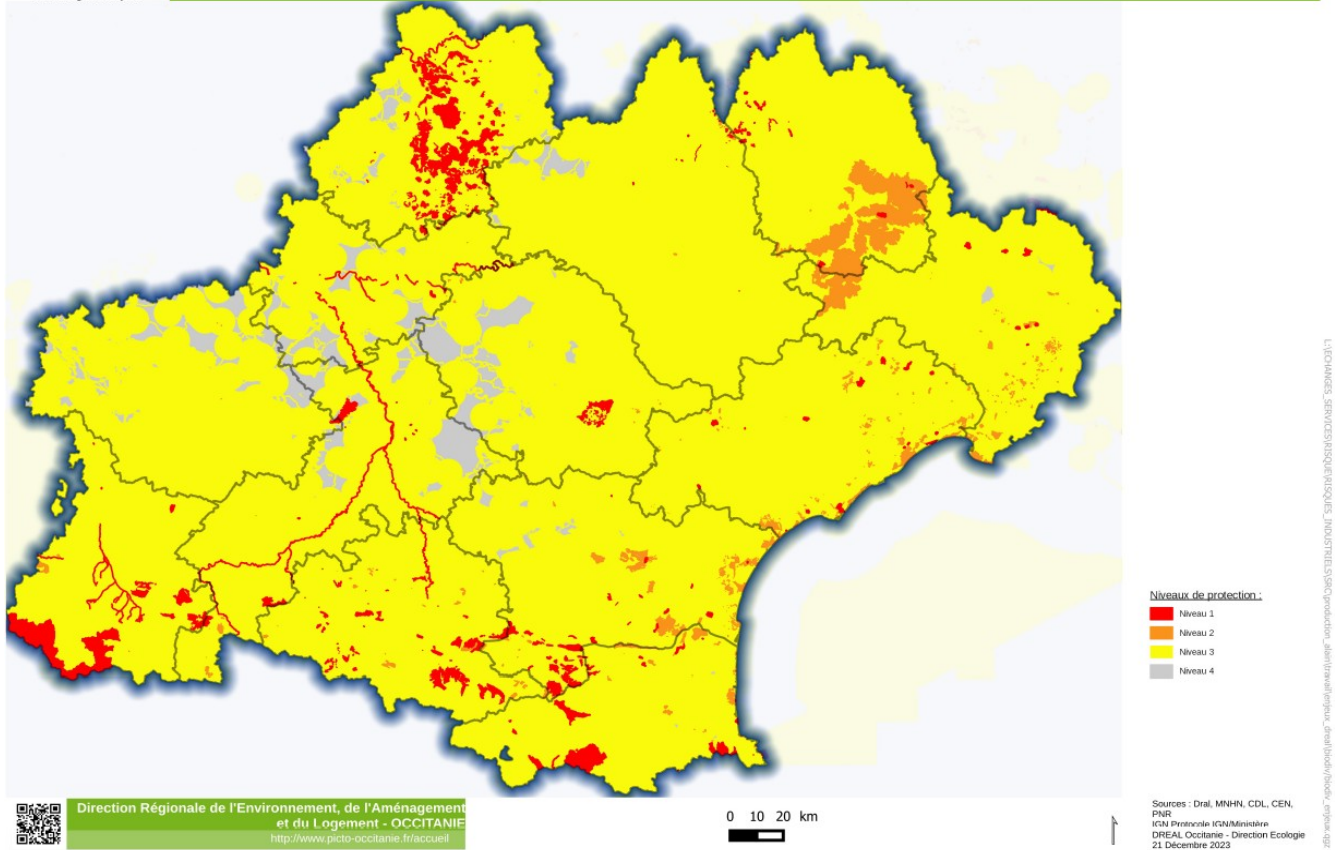 Niveaux de protection :
Niveau 1
Niveau 2
Niveau 3
Niveau 4
Direction Régionale de l'Environnement, de l'Aménagement
et du Logement - OCCITANIE
http://www.picto-occitanie.fr/accueil
0 10 20 km
Sources : Dral, MNHN, CDL, CEN,
PNR
IGN Protocole IGN/Ministère
DREAL Occitanie - Direction Ecologie
21 Décembre 2023